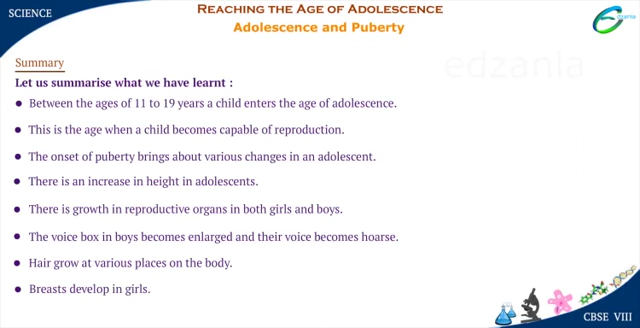 SCIENCE
REACHING THE AGE OF ADOLESCENCE
Adolescence and Puberty
Edzania
edzania
Summary
Let us summarise what we have learnt :
● Between the ages of 11 to 19 years a child enters the age of adolescence.
● This is the age when a child becomes capable of reproduction.
● The onset of puberty brings about various changes in an adolescent.
● There is an increase in height in adolescents.
● There is growth in reproductive organs in both girls and boys.
● The voice box in boys becomes enlarged and their voice becomes hoarse.
● Hair grow at various places on the body.
● Breasts develop in girls.
CBSE VIII